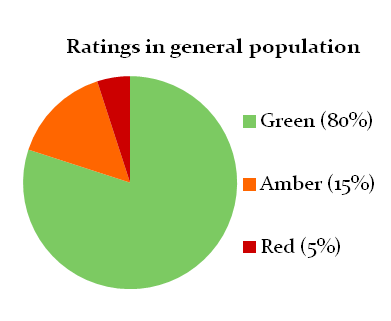 Ratings in general population
Green (80%)
Amber (15%)
Red (5%)